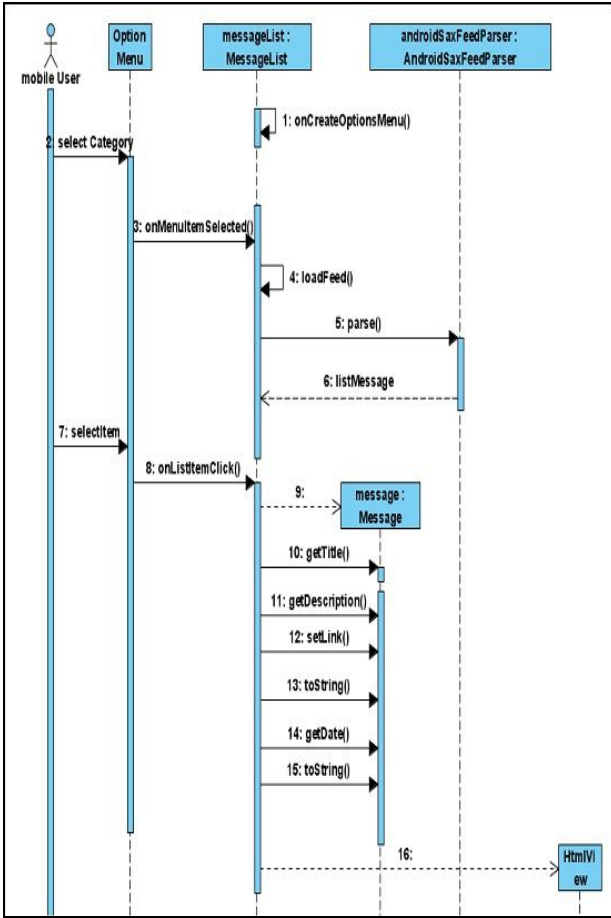 mobile User
Option
Menu
messageList :
MessageList
androidSaxFeedParser :
AndroidSaxFeedParser
1: onCreateOptionsMenu()
2: select Category
3: onMenuItemSelected()
4: loadFeed()
5: parse()
6: listMessage
7: selectItem
8: onListItemClick()
9:
message :
Message
10: getTitle()
11: getDescription()
12: setLink()
13: toString()
14: getDate()
15: toString()
16:
HtmlVi
ew